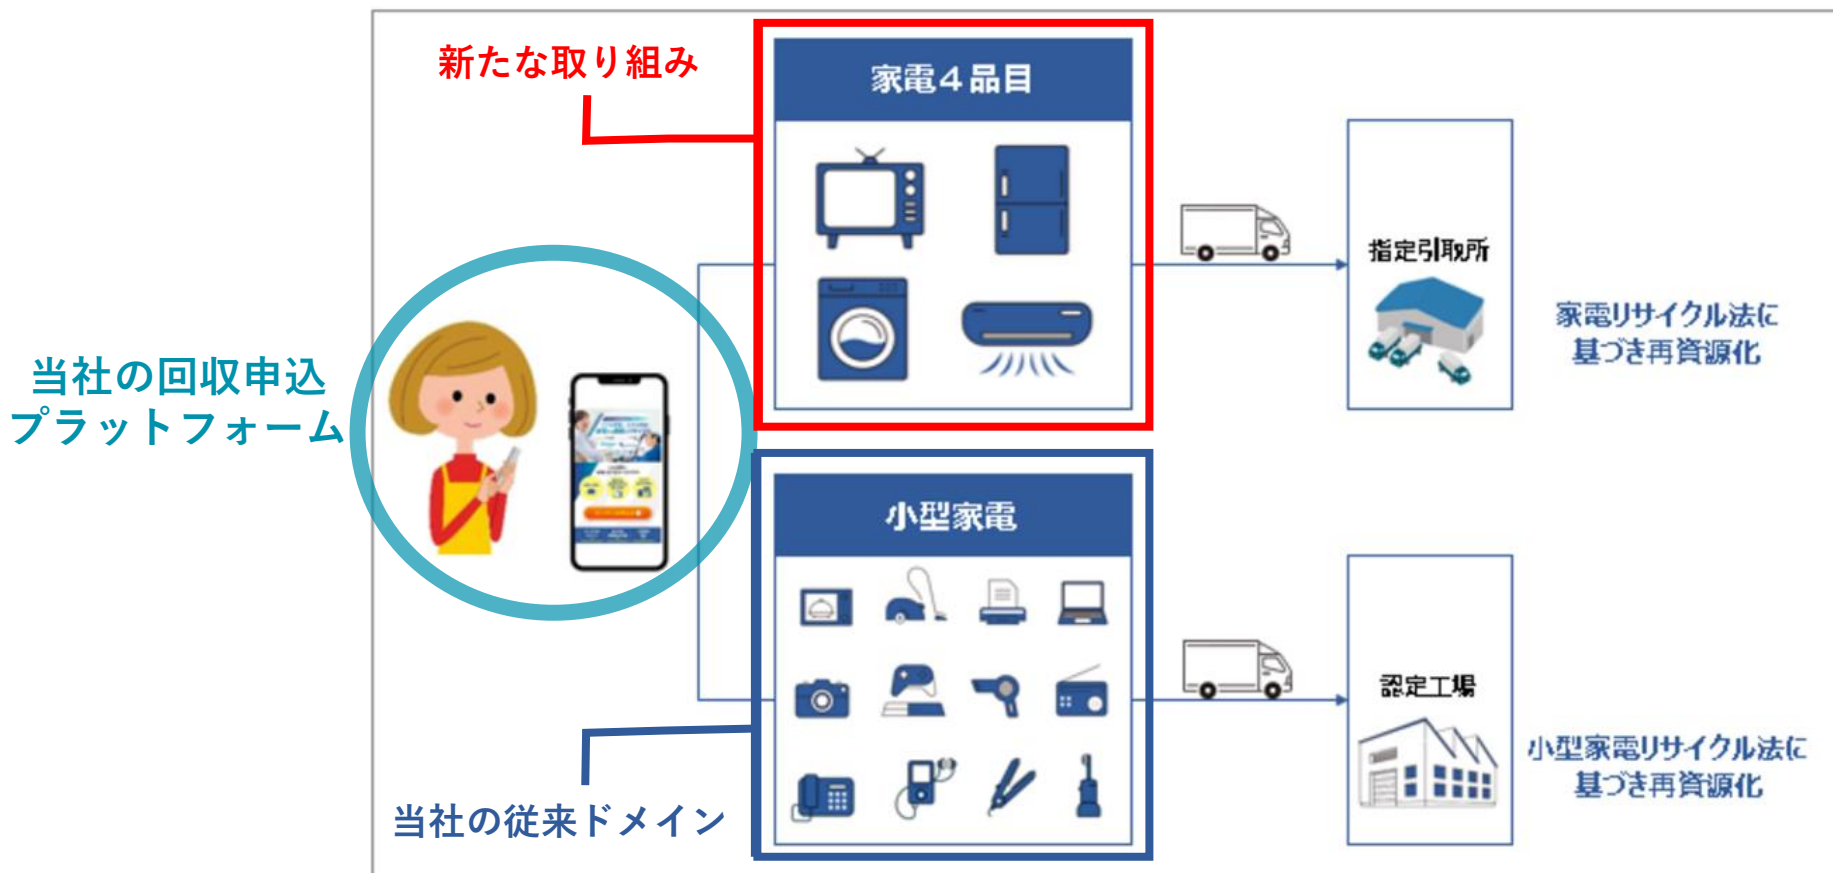 新たな取り組み
家電4品目
指定引取所
家電リサイクル法に
基づき再資源化
当社の回収申込
プラットフォーム
小型家電
認定工場
小型家電リサイクル法に
基づき再資源化
当社の従来ドメイン